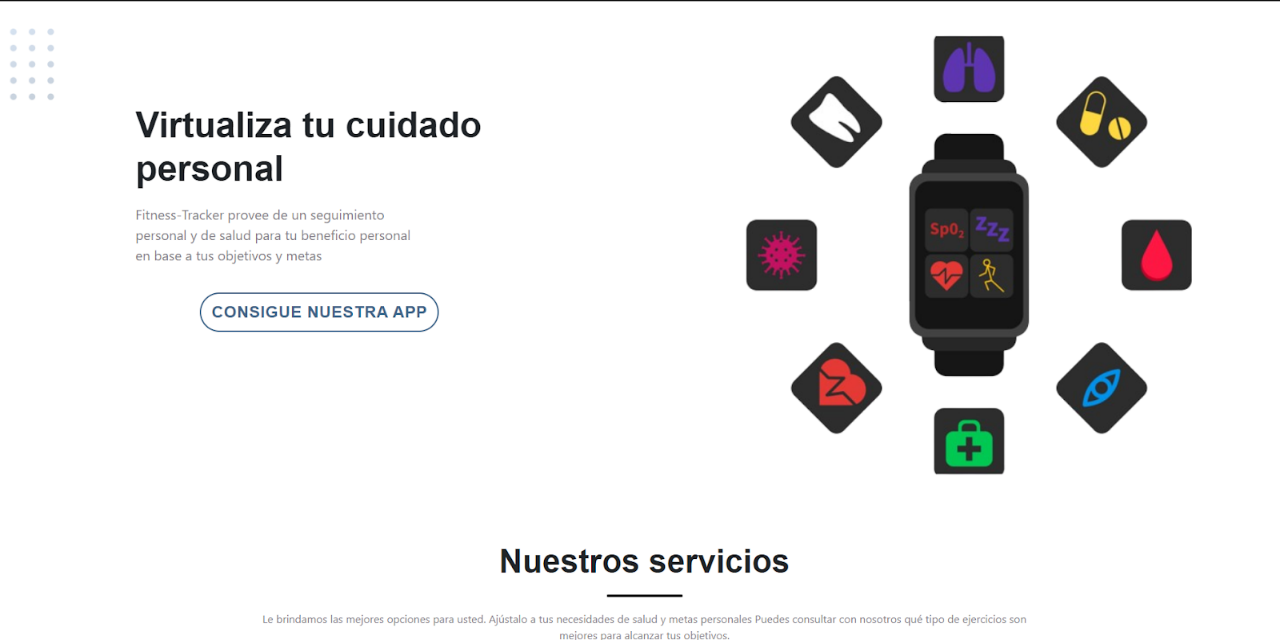 Virtualiza tu cuidado
personal
Fitness-Tracker provee de un seguimiento
personal y de salud para tu beneficio personal
en base a tus objetivos y metas
CONSIGUE NUESTRA APP
SpO₂
ZZZ
Nuestros servicios
Le brindamos las mejores opciones para usted. Ajústalo a tus necesidades de salud y metas personales Puedes consultar con nosotros qué tipo de ejercicios son
mejores para alcanzar tus objetivos.